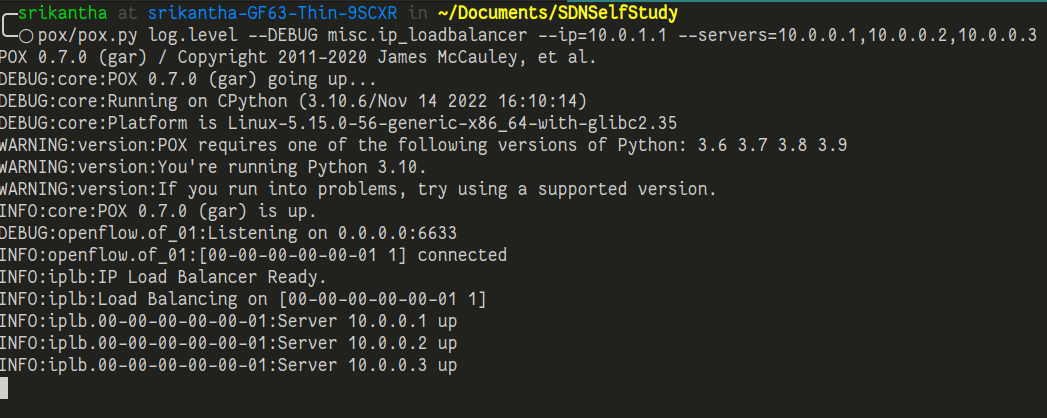 srikantha at srikantha-GF63-Thin-9SCXR in ~/Documents/SDNSelfStudy
pox/pox.py log.level --DEBUG misc.ip_loadbalancer --ip=10.0.1.1 --servers=10.0.0.1,10.0.0.2,10.0.0.3
POX 0.7.0 (gar) / Copyright 2011-2020 James McCauley, et al.
DEBUG:core:POX 0.7.0 (gar) going up...
DEBUG:core:Running on CPython (3.10.6/Nov 14 2022 16:10:14)
DEBUG:core:Platform is Linux-5.15.0-56-generic-x86_64-with-glibc2.35
WARNING:version:POX requires one of the following versions of Python: 3.6 3.7 3.8 3.9
WARNING:version:You're running Python 3.10.
WARNING:version:If you run into problems, try using a supported version.
INFO:core:POX 0.7.0 (gar) is up.
DEBUG:openflow.of_01:Listening on 0.0.0.0:6633
INFO:openflow.of_01:[00-00-00-00-00-01 1] connected
INFO:iplb:IP Load Balancer Ready.
INFO:iplb:Load Balancing on [00-00-00-00-00-01 1]
INFO:iplb.00-00-00-00-00-01:Server 10.0.0.1 up
INFO:iplb.00-00-00-00-00-01:Server 10.0.0.2 up
INFO:iplb.00-00-00-00-00-01:Server 10.0.0.3 up